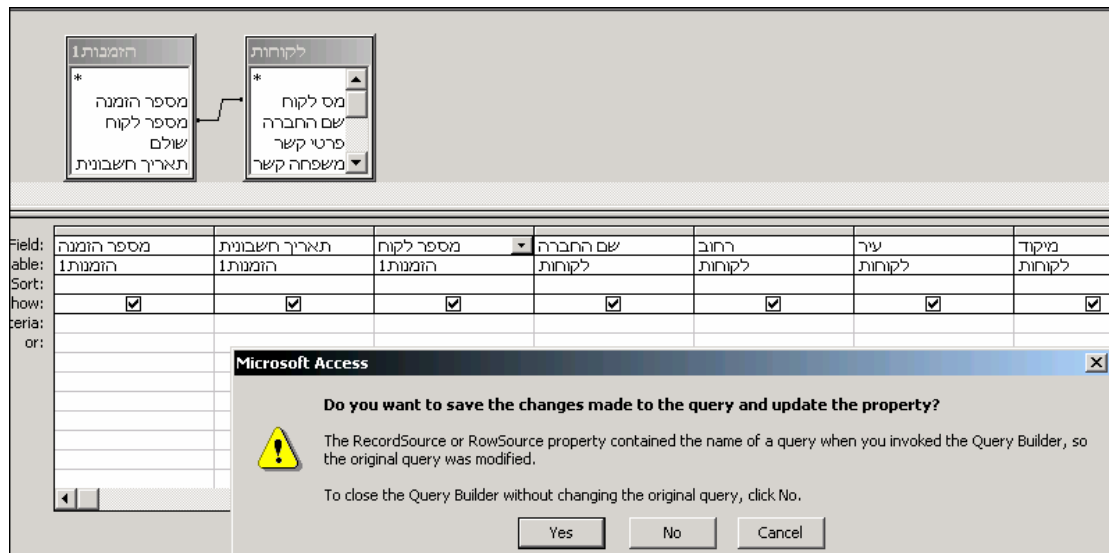 הזמנות1
*
מספר הזמנה
מספר לקוח
שולם
תאריך חשבונית
לקוחות
*
מס לקוח
שם החברה
פרטי קשר
משפחה קשר
Field: מספר הזמנה תאריך חשבונית מספר לקוח שם החברה רחוב עיר מיקוד
able: הזמנות1 הזמנות1 הזמנות1 לקוחות לקוחות לקוחות לקוחות
Sort:
how:
teria:
or:
Microsoft Access
Do you want to save the changes made to the query and update the property?
The RecordSource or RowSource property contained the name of a query when you invoked the Query Builder, so
the original query was modified.
To close the Query Builder without changing the original query, click No.
Yes No Cancel